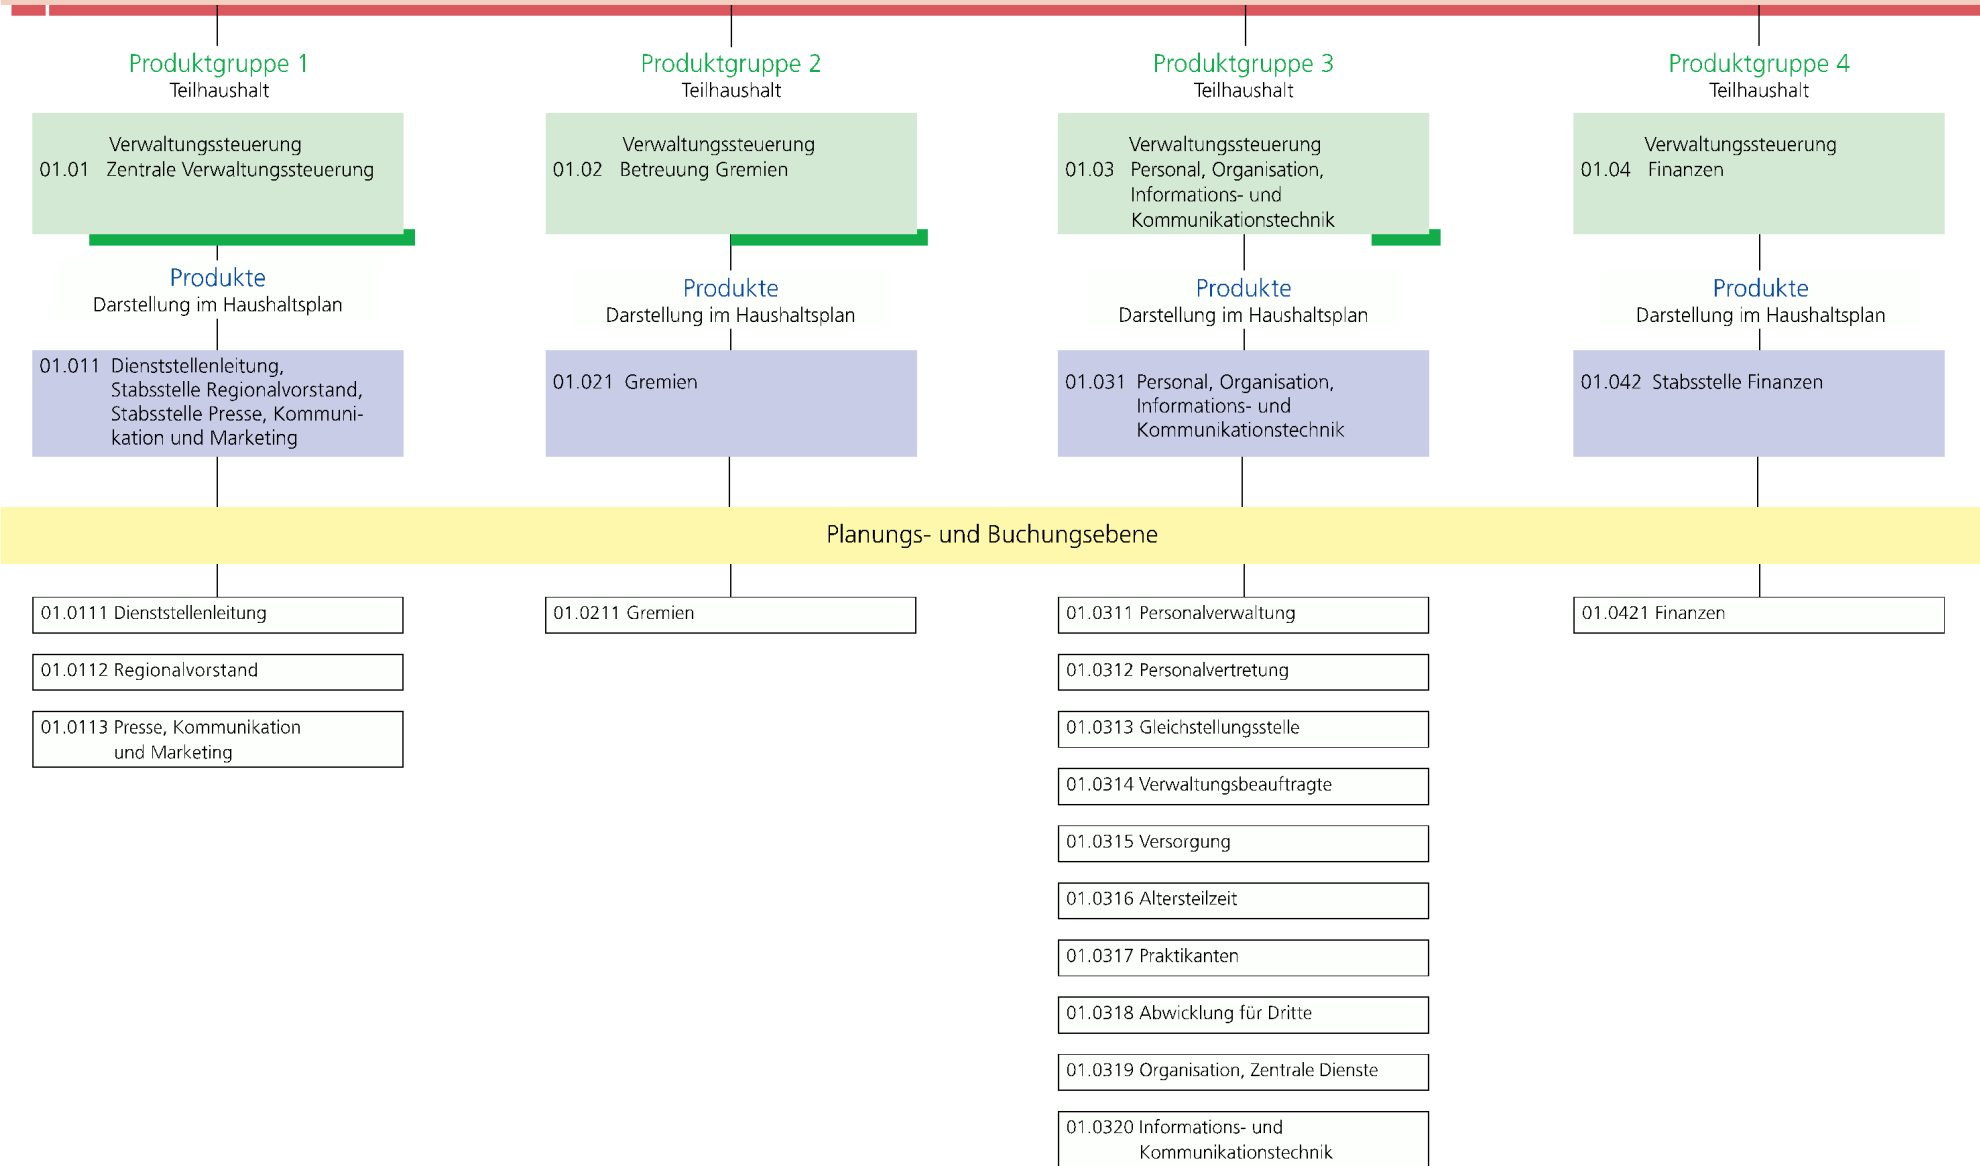 Produktgruppe 1
Teilhaushalt
Verwaltungssteuerung
01.01 Zentrale Verwaltungssteuerung
Produkte
Darstellung im Haushaltsplan
01.011 Dienststellenleitung,
Stabsstelle Regionalvorstand,
Stabsstelle Presse, Kommuni-
kation und Marketing
Produktgruppe 2
Teilhaushalt
Verwaltungssteuerung
01.02 Betreuung Gremien
Produkte
Darstellung im Haushaltsplan
01.021 Gremien
Produktgruppe 3
Teilhaushalt
Verwaltungssteuerung
01.03 Personal, Organisation,
Informations- und
Kommunikationstechnik
Produkte
Darstellung im Haushaltsplan
01.031 Personal, Organisation,
Informations- und
Kommunikationstechnik
Produktgruppe 4
Teilhaushalt
Verwaltungssteuerung
01.04 Finanzen
Produkte
Darstellung im Haushaltsplan
01.042 Stabsstelle Finanzen
Planungs- und Buchungsebene
01.0111 Dienststellenleitung
01.0112 Regionalvorstand
01.0113 Presse, Kommunikation
und Marketing
01.0211 Gremien
01.0311 Personalverwaltung
01.0312 Personalvertretung
01.0313 Gleichstellungsstelle
01.0314 Verwaltungsbeauftragte
01.0315 Versorgung
01.0316 Altersteilzeit
01.0317 Praktikanten
01.0318 Abwicklung für Dritte
01.0319 Organisation, Zentrale Dienste
01.0320 Informations- und
Kommunikationstechnik
01.0421 Finanzen